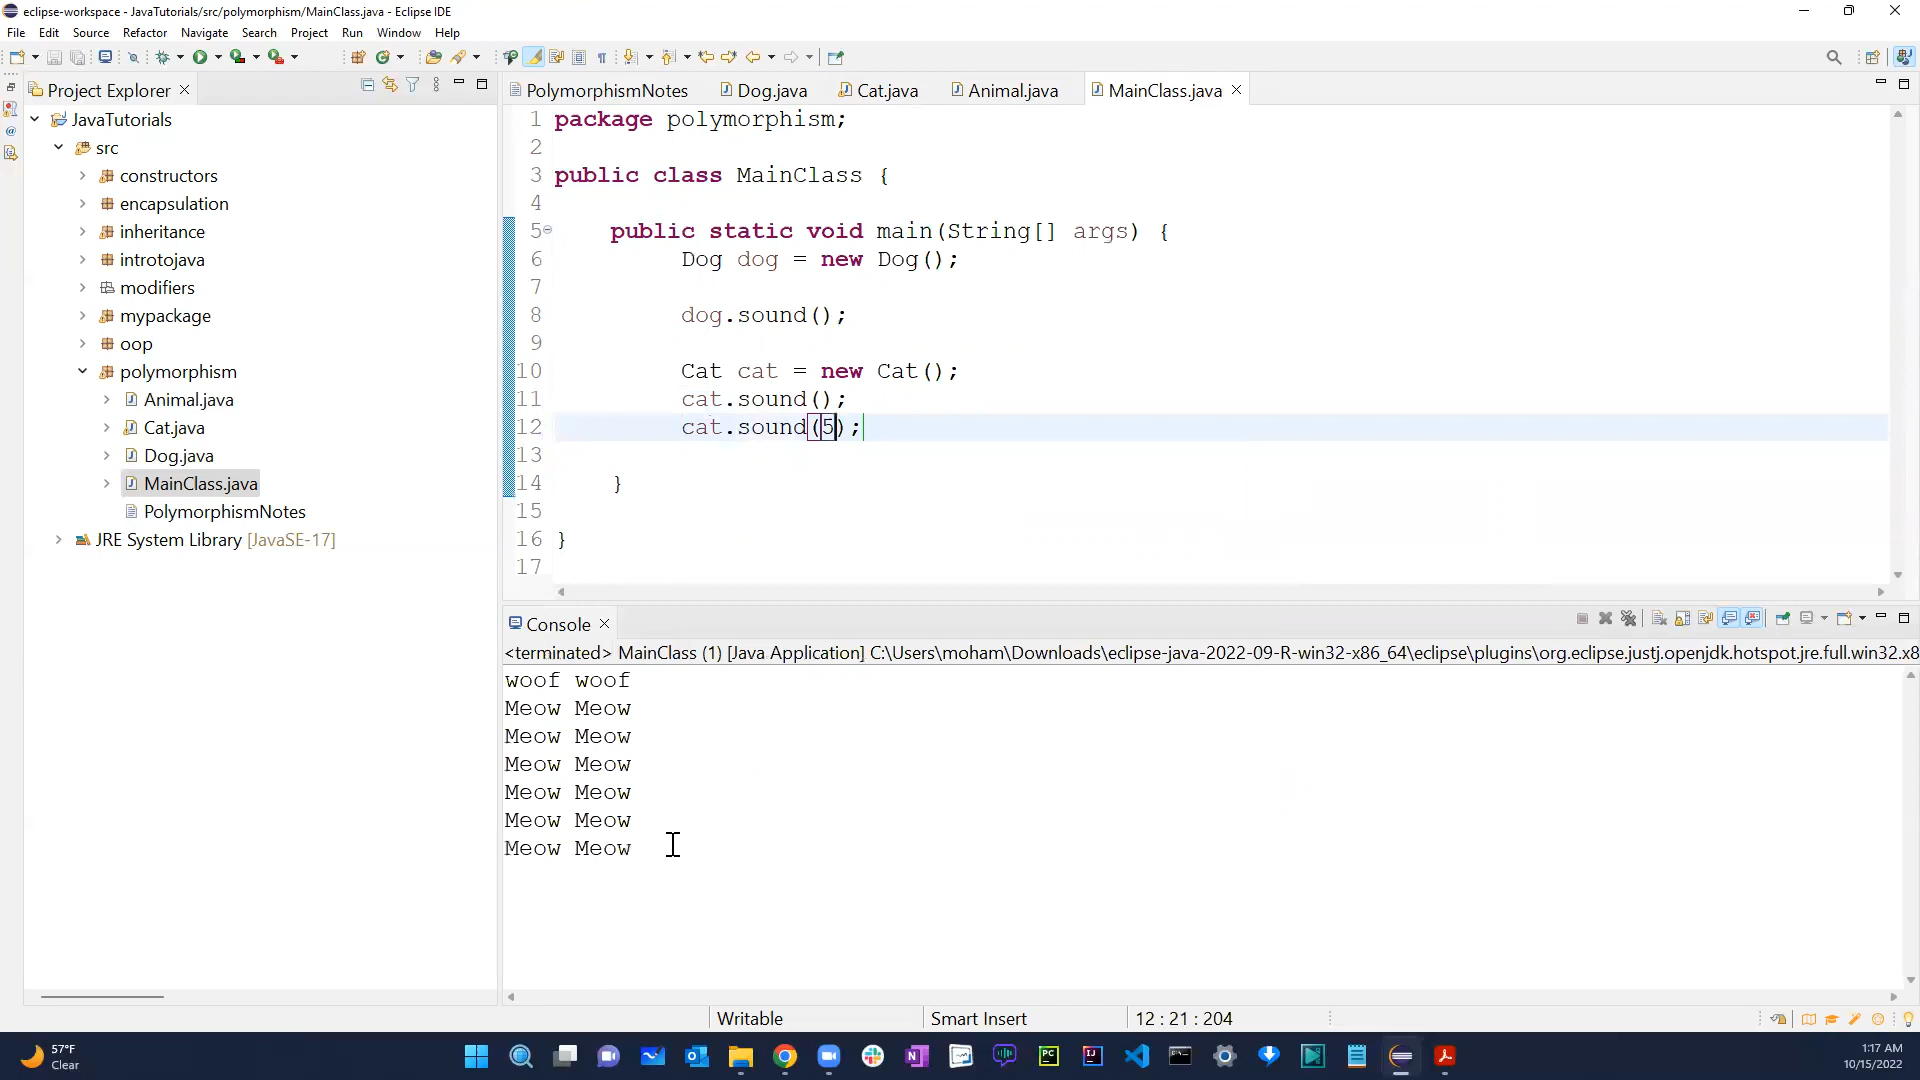 eclipse-workspace - JavaTutorials/src/polymorphism/MainClass.java - Eclipse IDE
File Edit Source Refactor Navigate Search Project Run Window Help
Project Explorer
PolymorphismNotes Dog.java Cat.java Animal.java MainClass.java
JavaTutorials
src
constructors
encapsulation
inheritance
introtojava
modifiers
mypackage
oop
polymorphism
Animal.java
Cat.java
Dog.java
MainClass.java
PolymorphismNotes
JRE System Library [JavaSE-17]
1 package polymorphism;
2
3 public class MainClass {
4
5 public static void main(String[] args) {
6 Dog dog = new Dog();
7
8 dog.sound();
9
10 Cat cat = new Cat();
11 cat.sound();
12 cat.sound(5);
13
14 }
15
16 }
17
Console
<terminated> MainClass (1) [Java Application] C:\Users\moham\Downloads\eclipse-java-2022-09-R-win32-x86_64\eclipse\plugins\org.eclipse.justj.openjdk.hotspot.jre.full.win32.x8
woof woof
Meow Meow
Meow Meow
Meow Meow
Meow Meow
Meow Meow
Meow Meow
Writable Smart Insert 12 : 21 : 204
57°F
Clear
1:17 AM
10/15/2022